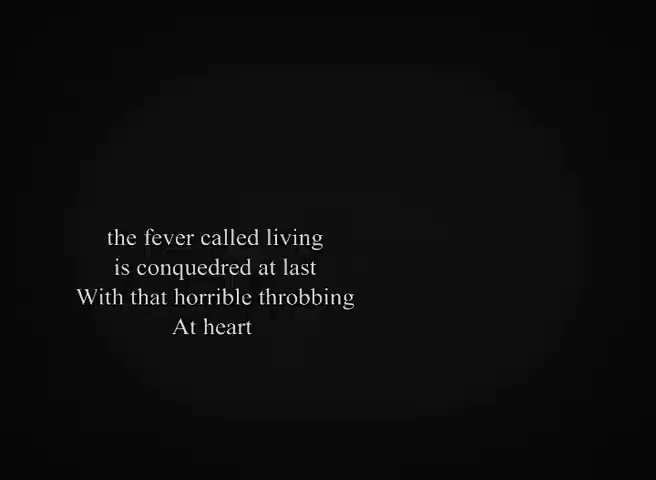 the fever called living
is conquedred at last
With that horrible throbbing
At heart